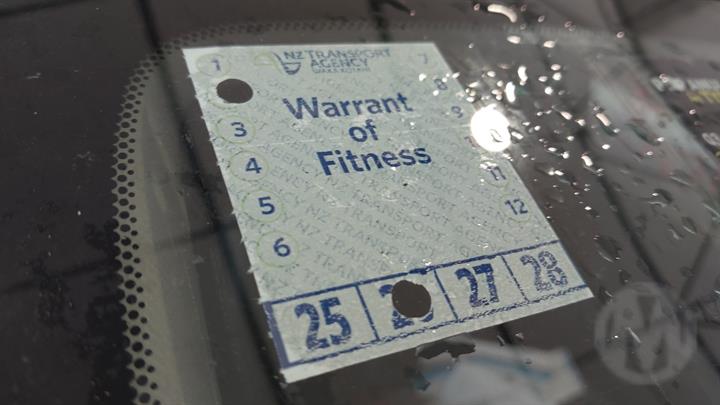 NZ TRANSPORT
AGENCY
WAKA KOTAHI
1 7
8
Warrant
of
Fitness
3 9
4 11
5 12
6
25 27 28